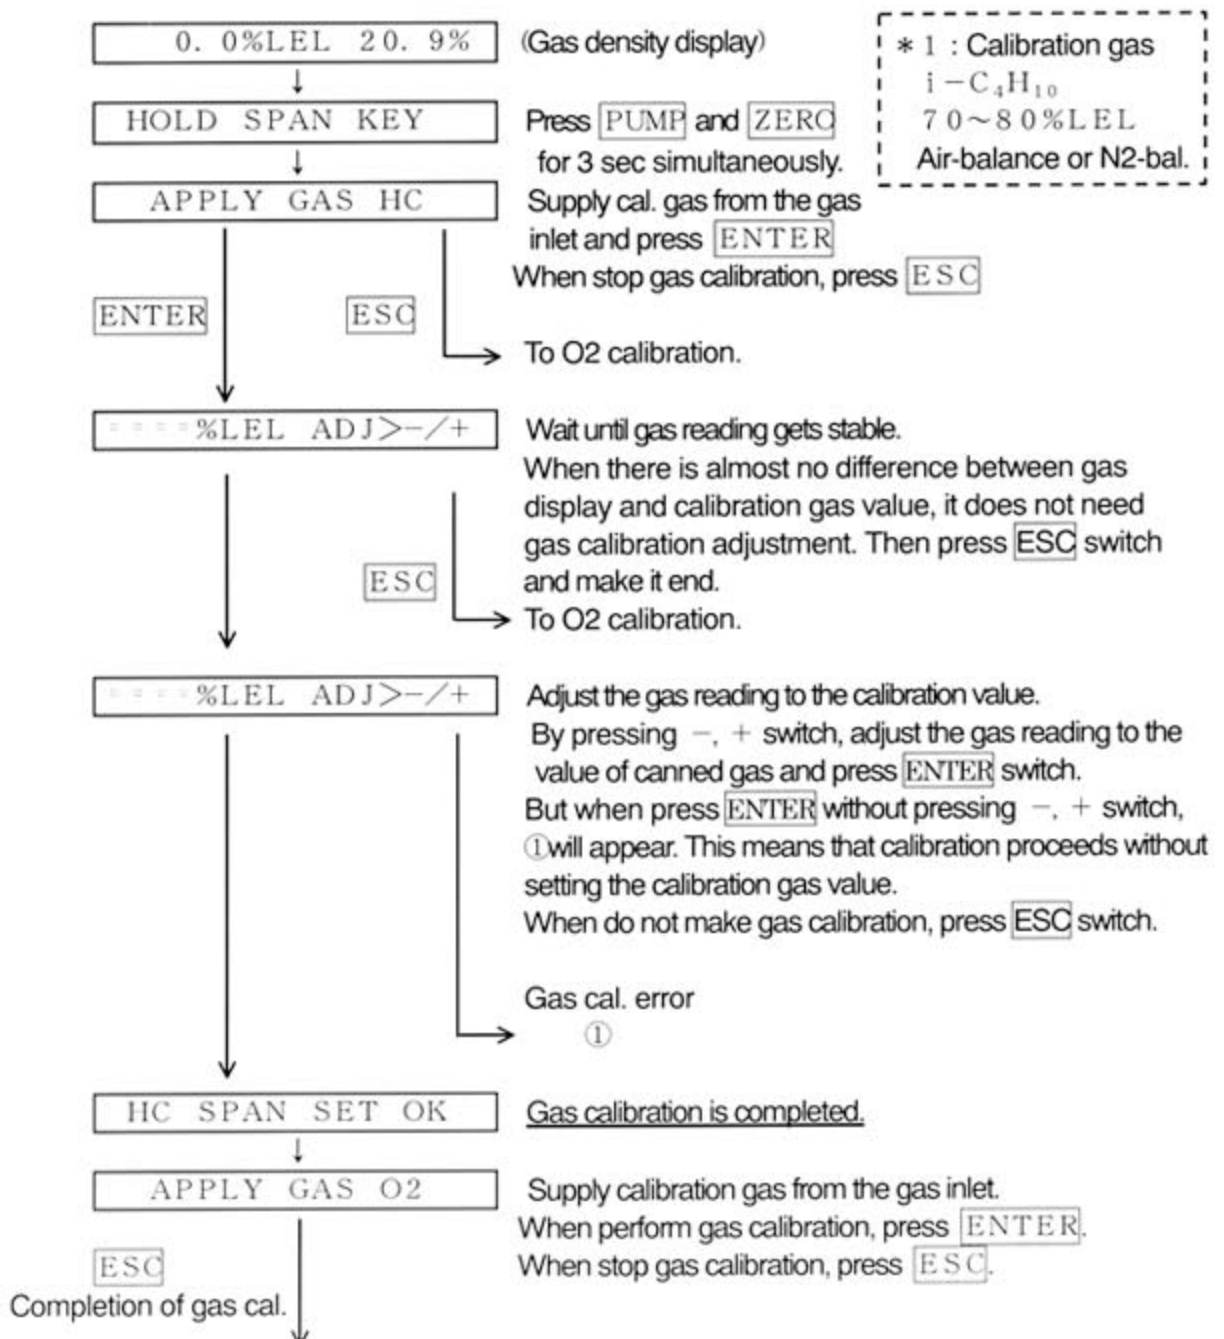 0. 0%LEL 20. 9% (Gas density display)
* 1 : Calibration gas
i－C₄H₁₀
70～80%LEL
Air-balance or N2-bal.
HOLD SPAN KEY
Press PUMP and ZERO
for 3 sec simultaneously.
APPLY GAS HC
Supply cal. gas from the gas
inlet and press ENTER
When stop gas calibration, press ESC
ENTER ESC
To O2 calibration.
%LEL ADJ>-/+
Wait until gas reading gets stable.
When there is almost no difference between gas
display and calibration gas value, it does not need
gas calibration adjustment. Then press ESC switch
and make it end.
ESC
To O2 calibration.
%LEL ADJ>-/+
Adjust the gas reading to the calibration value.
By pressing －, ＋ switch, adjust the gas reading to the
value of canned gas and press ENTER switch.
But when press ENTER without pressing －, ＋ switch,
①will appear. This means that calibration proceeds without
setting the calibration gas value.
When do not make gas calibration, press ESC switch.
Gas cal. error
①
HC SPAN SET OK
Gas calibration is completed.
APPLY GAS O2
Supply calibration gas from the gas inlet.
When perform gas calibration, press ENTER.
When stop gas calibration, press ESC.
ESC
Completion of gas cal.